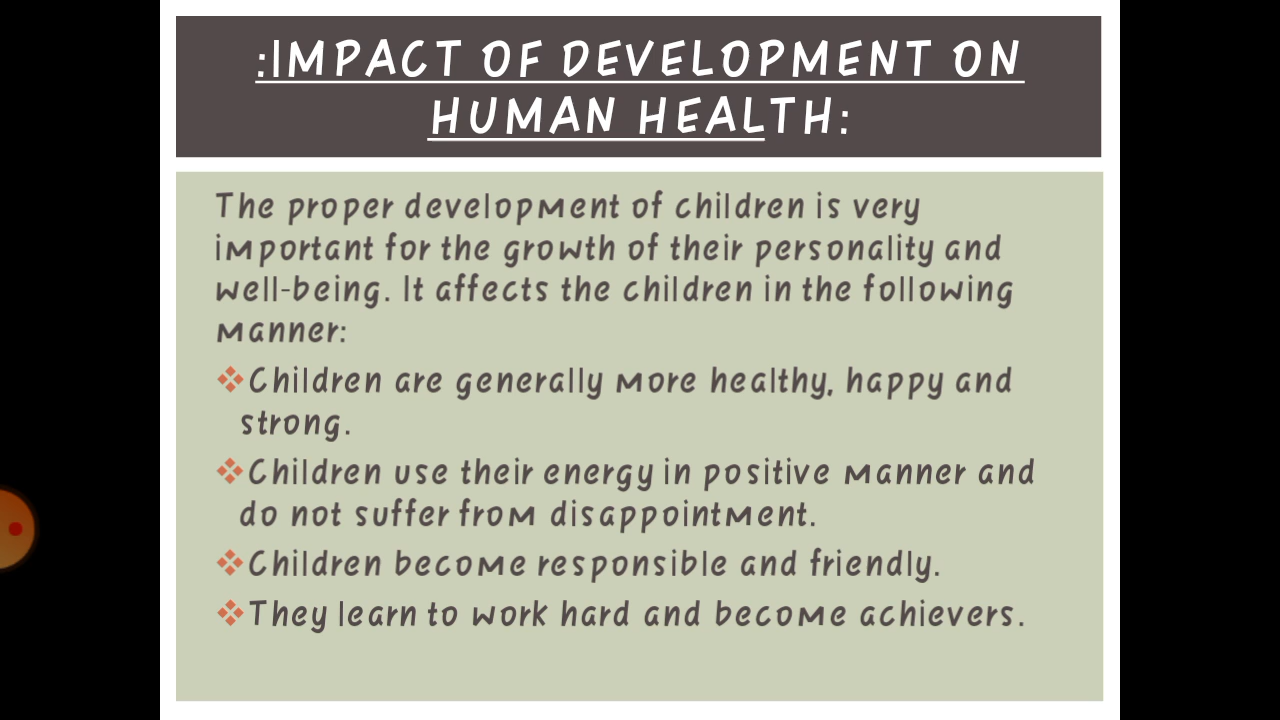 :IMPACT OF DEVELOPMENT ON
HUMAN HEALTH:
The proper development of children is very
important for the growth of their personality and
well-being. It affects the children in the following
manner:
❖Children are generally more healthy, happy and
strong.
❖Children use their energy in positive manner and
do not suffer from disappointment.
❖Children become responsible and friendly.
❖They learn to work hard and become achievers.